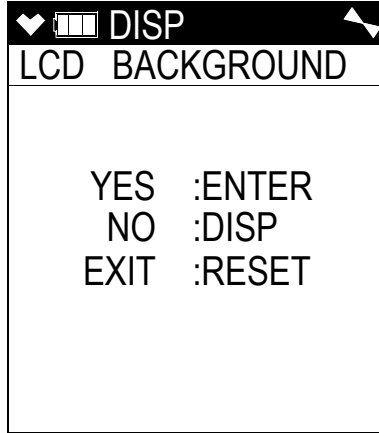 DISP
LCD BACKGROUND
YES :ENTER
NO :DISP
EXIT :RESET